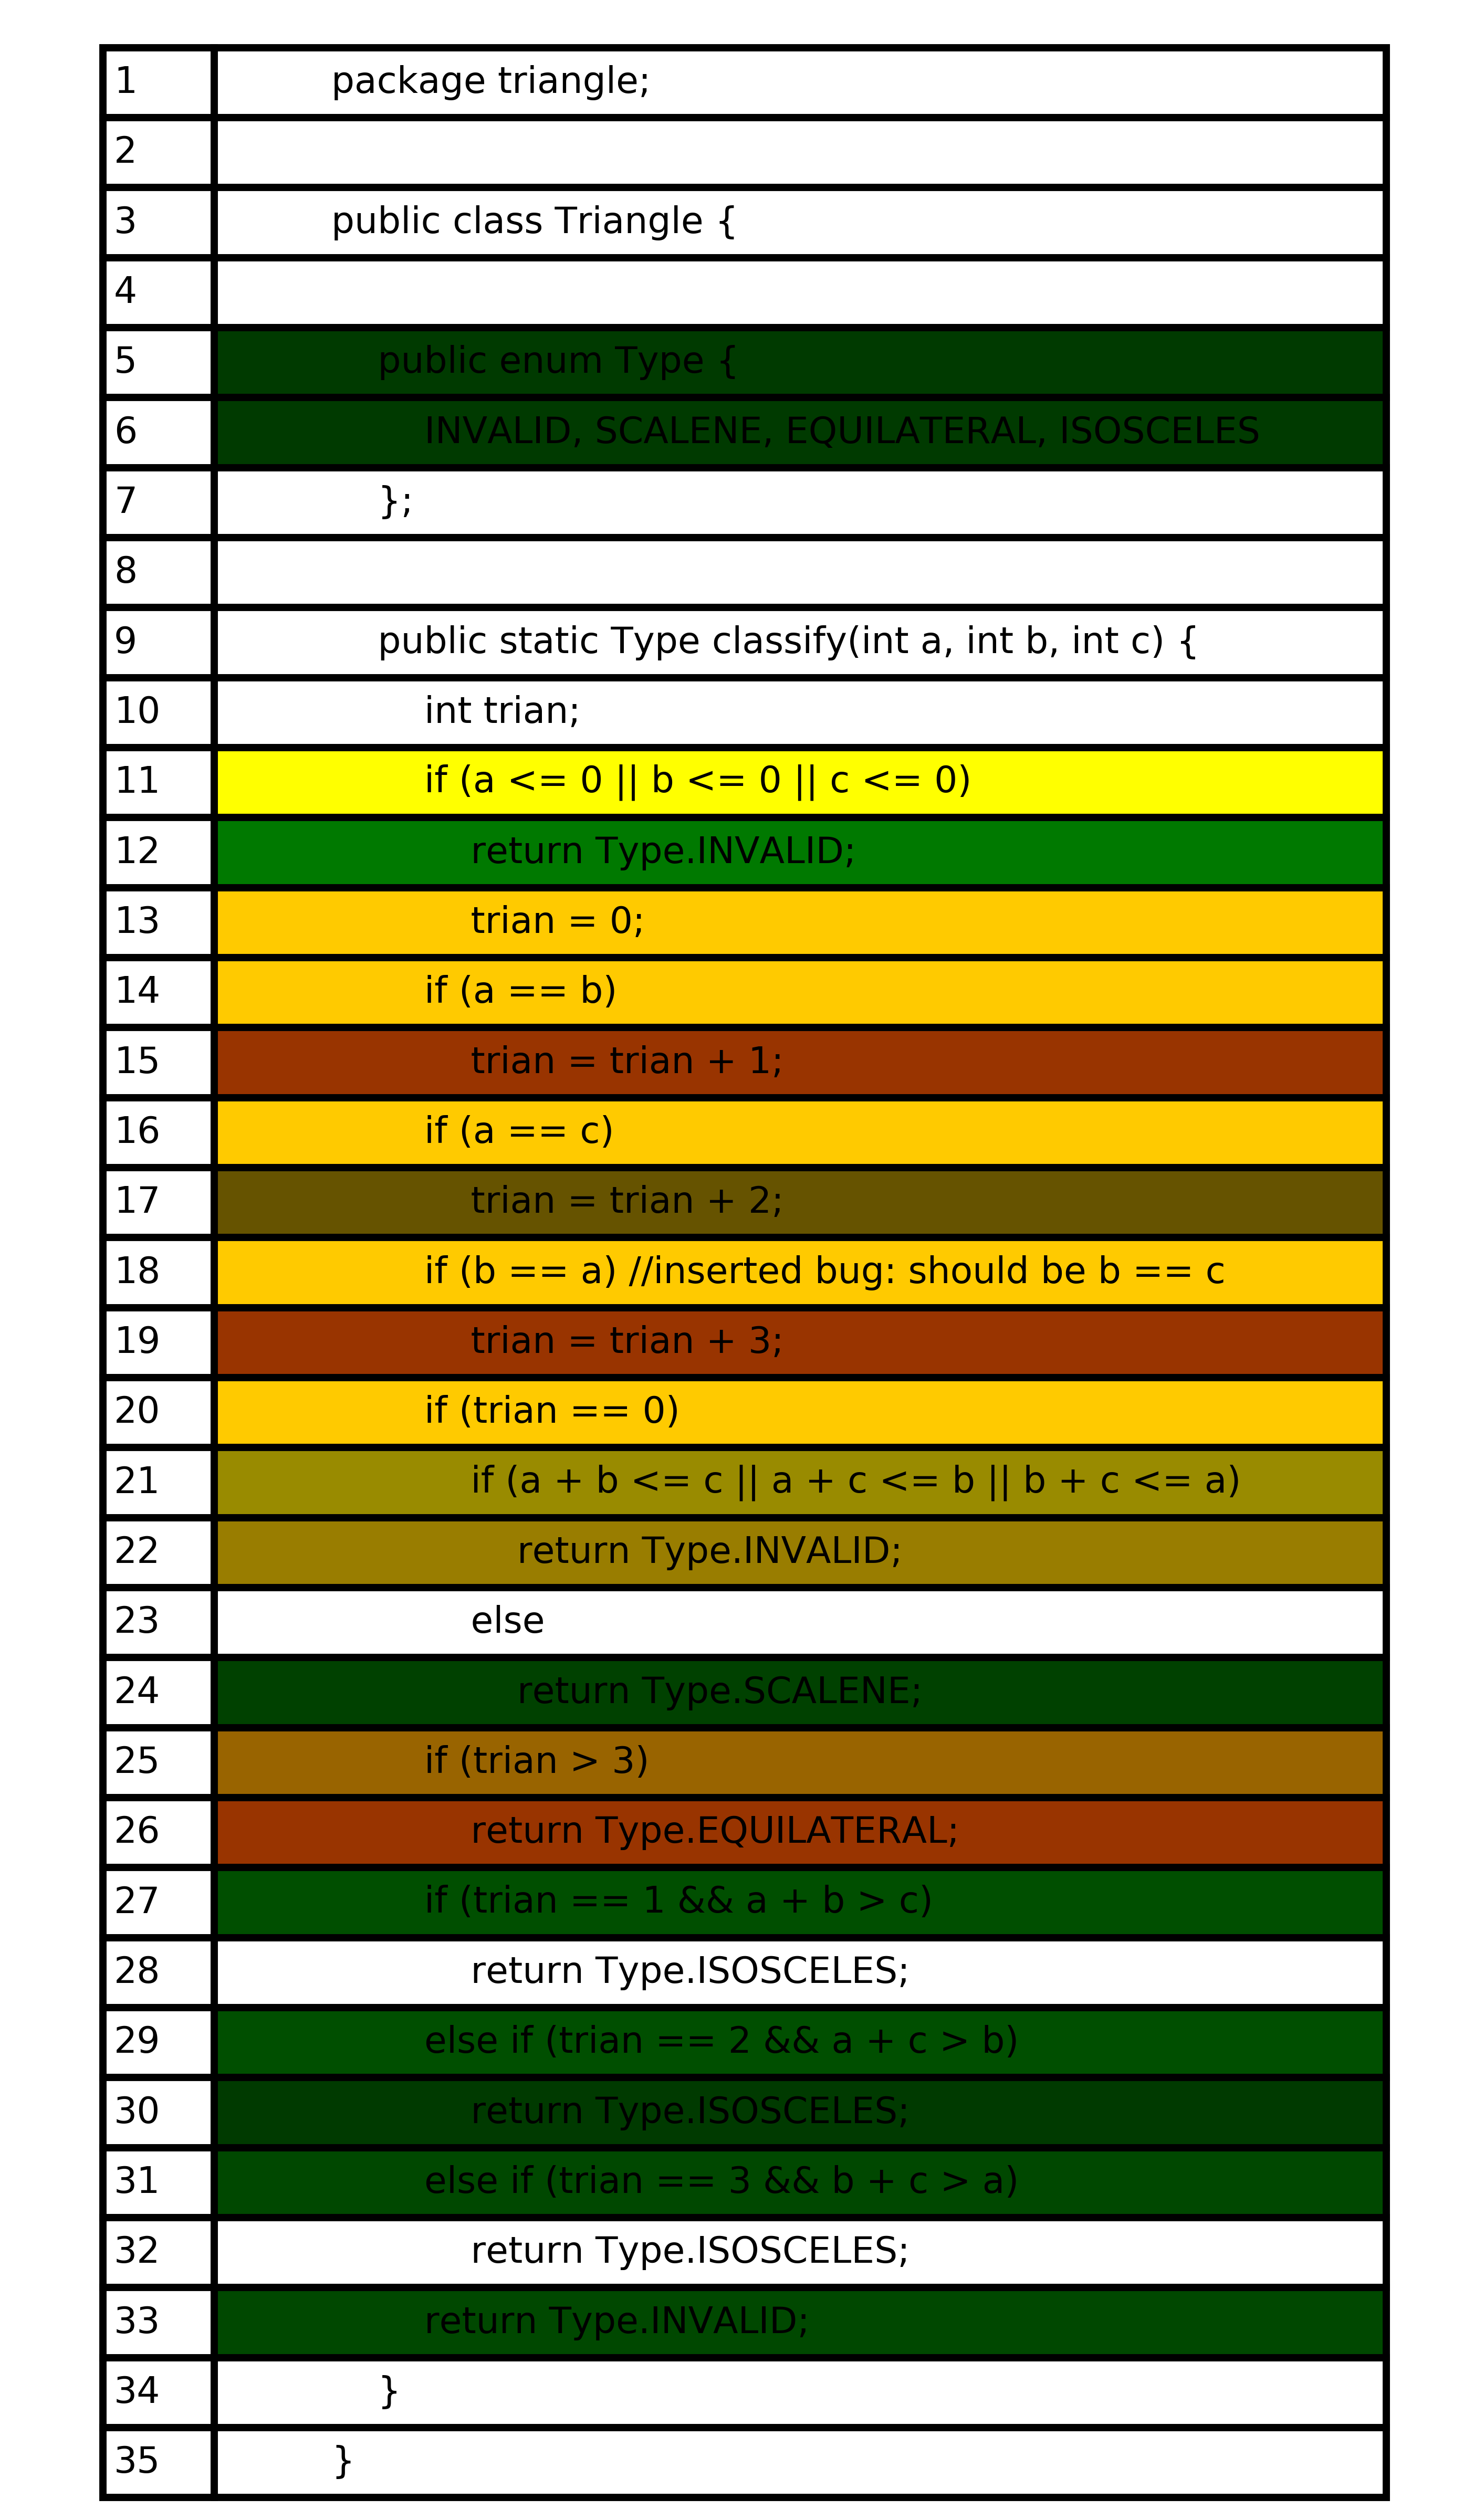 1 package triangle;
2
3 public class Triangle {
4
5 public enum Type {
6 INVALID, SCALENE, EQUILATERAL, ISOSCELES
7 };
8
9 public static Type classify(int a, int b, int c) {
10 int trian;
11 if (a <= 0 || b <= 0 || c <= 0)
12 return Type.INVALID;
13 trian = 0;
14 if (a == b)
15 trian = trian + 1;
16 if (a == c)
17 trian = trian + 2;
18 if (b == a) //inserted bug: should be b == c
19 trian = trian + 3;
20 if (trian == 0)
21 if (a + b <= c || a + c <= b || b + c <= a)
22 return Type.INVALID;
23 else
24 return Type.SCALENE;
25 if (trian > 3)
26 return Type.EQUILATERAL;
27 if (trian == 1 && a + b > c)
28 return Type.ISOSCELES;
29 else if (trian == 2 && a + c > b)
30 return Type.ISOSCELES;
31 else if (trian == 3 && b + c > a)
32 return Type.ISOSCELES;
33 return Type.INVALID;
34 }
35 }